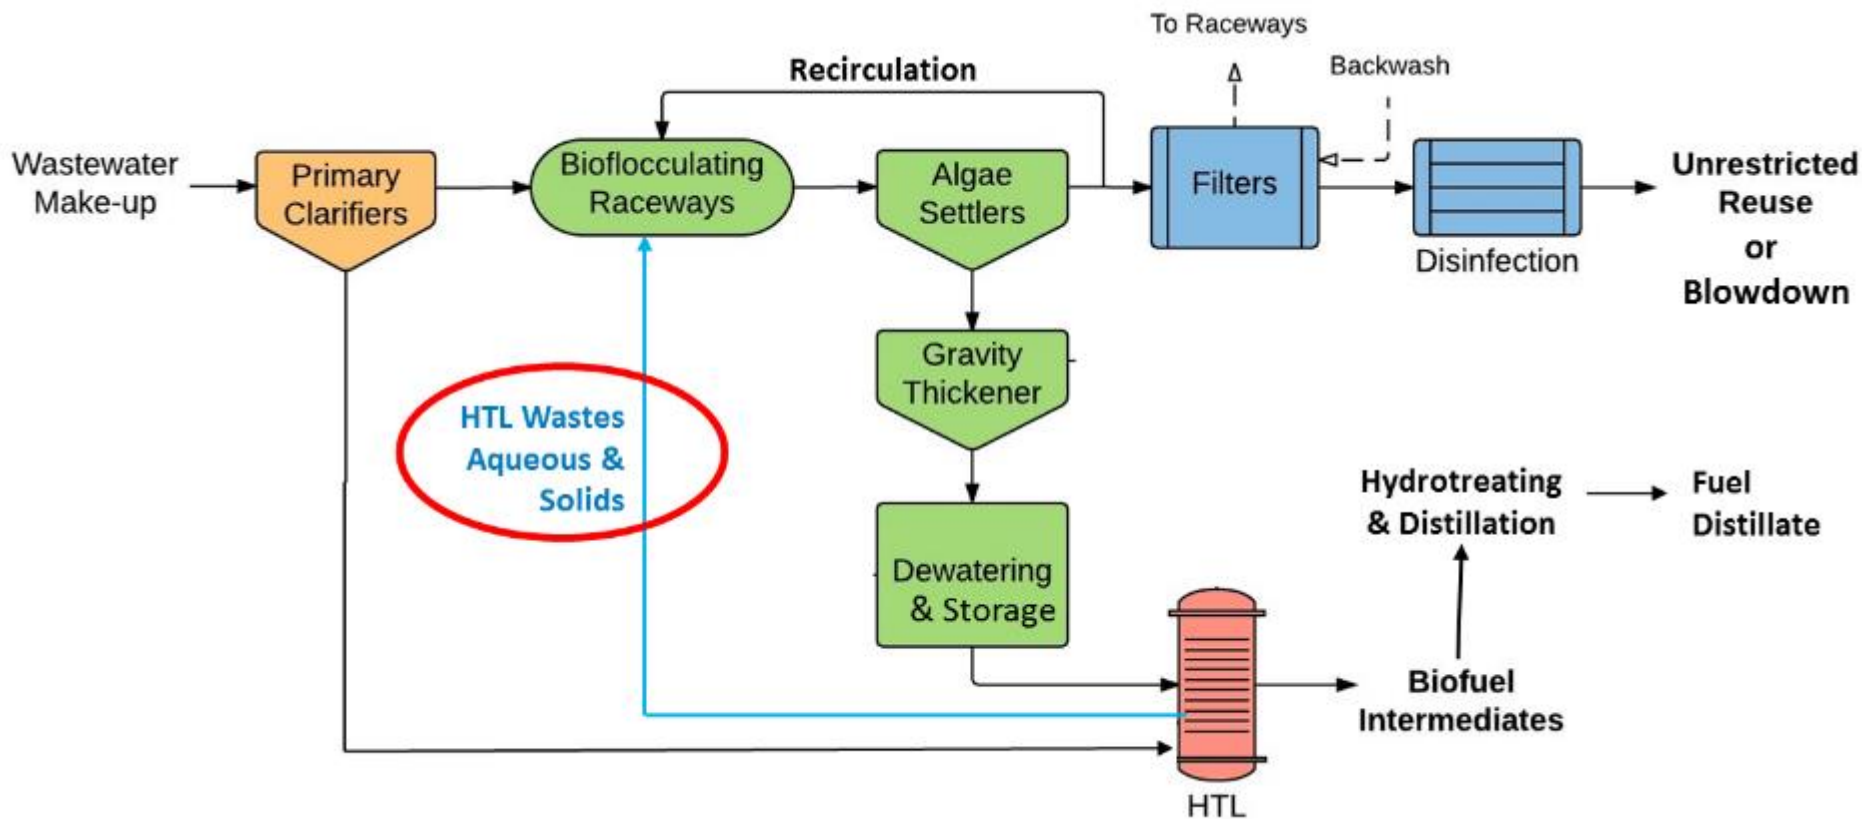 To Raceways
Backwash
Recirculation
Wastewater
Make-up
Primary
Clarifiers
Bioflocculating
Raceways
Algae
Settlers
Filters
Disinfection
Unrestricted
Reuse
or
Blowdown
Gravity
Thickener
HTL Wastes
Aqueous &
Solids
Dewatering
& Storage
Hydrotreating
& Distillation
Fuel
Distillate
Biofuel
Intermediates
HTL